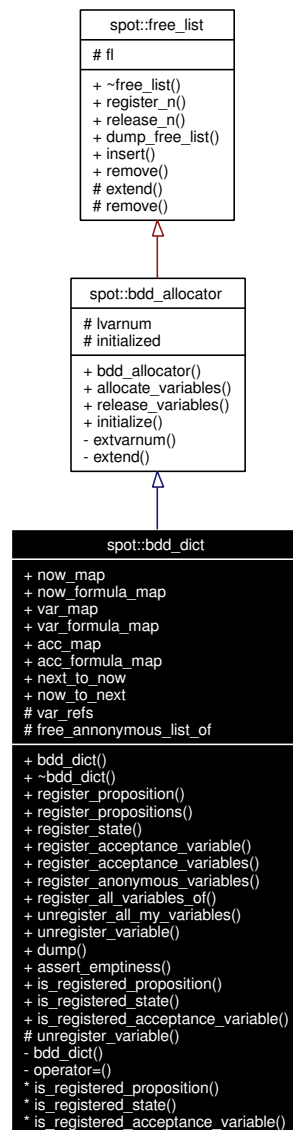 spot::free_list
# fl
+ ~free_list()
+ register_n()
+ release_n()
+ dump_free_list()
+ insert()
+ remove()
# extend()
# remove()
spot::bdd_allocator
# lvarnum
# initialized
+ bdd_allocator()
+ allocate_variables()
+ release_variables()
+ initialize()
- extvarnum()
- extend()
spot::bdd_dict
+ now_map
+ now_formula_map
+ var_map
+ var_formula_map
+ acc_map
+ acc_formula_map
+ next_to_now
+ now_to_next
# var_refs
# free_annonymous_list_of
+ bdd_dict()
+ ~bdd_dict()
+ register_proposition()
+ register_propositions()
+ register_state()
+ register_acceptance_variable()
+ register_acceptance_variables()
+ register_anonymous_variables()
+ register_all_variables_of()
+ unregister_all_my_variables()
+ unregister_variable()
+ dump()
+ assert_emptiness()
+ is_registered_proposition()
+ is_registered_state()
+ is_registered_acceptance_variable()
# unregister_variable()
- bdd_dict()
- operator=()
* is_registered_proposition()
* is_registered_state()
* is_registered_acceptance_variable()